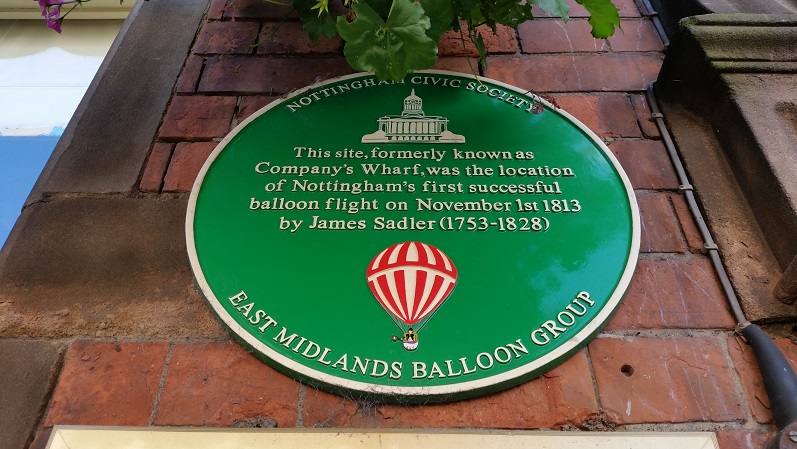 NOTTINGHAM CIVIC SOCIETY
This site, formerly known as
Company's Wharf, was the location
of Nottingham's first successful
balloon flight on November 1st 1813
by James Sadler (1753-1828)
EAST MIDLANDS BALLOON GROUP